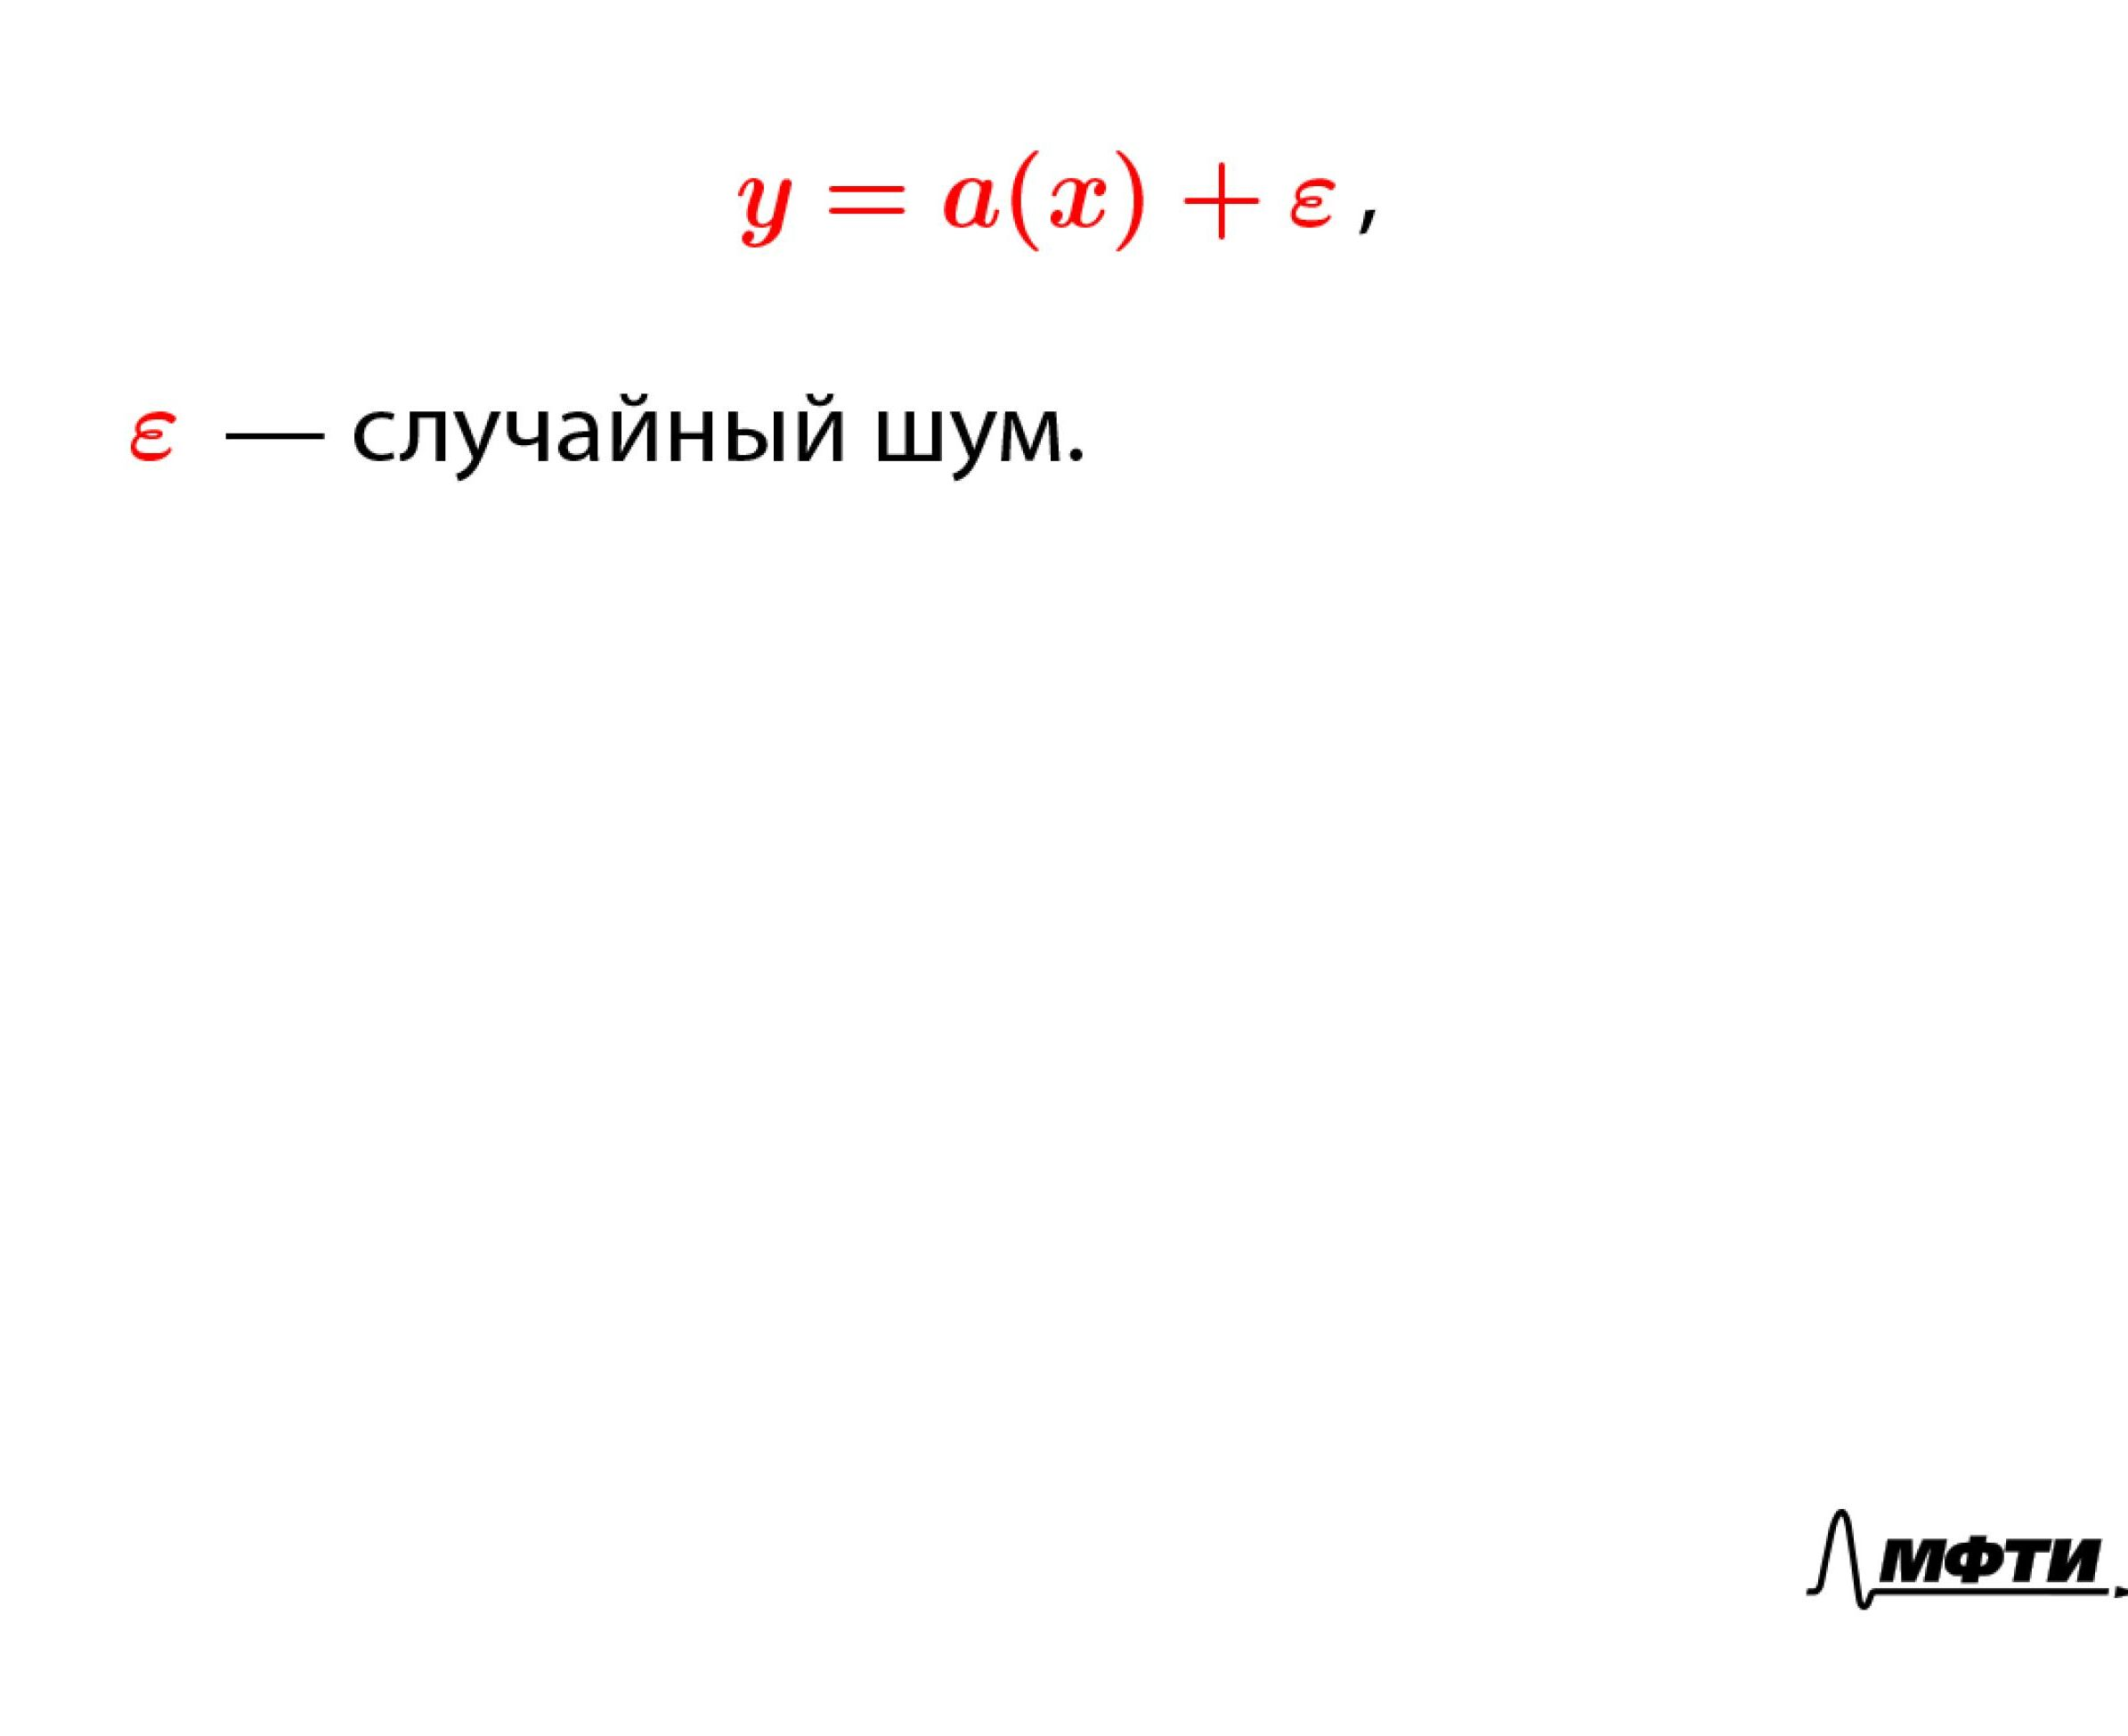 y = a(x) + ε ,
ε — случайный шум.
МФТИ